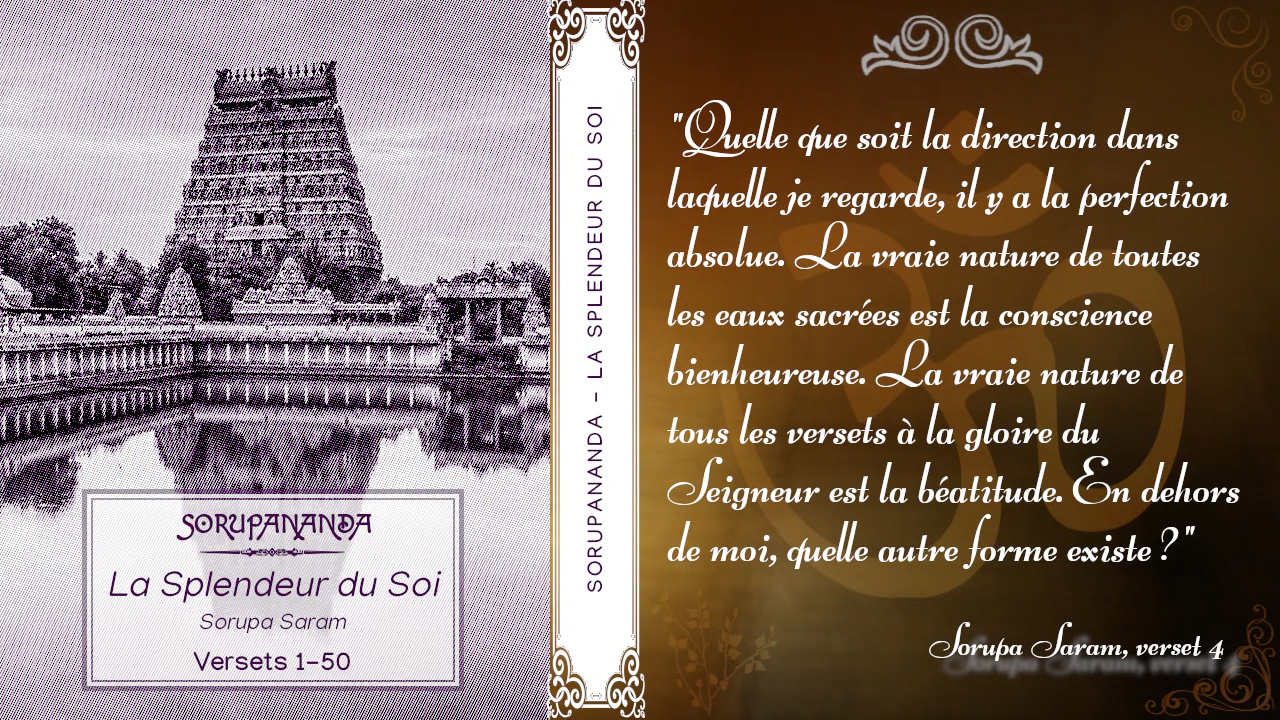 SORUPANANDA
La Splendeur du Soi
Sorupa Saram
Versets 1-50
SORUPANANDA - LA SPLENDEUR DU SOI
"Quelle que soit la direction dans
laquelle je regarde, il y a la perfection
absolue. La vraie nature de toutes
les eaux sacrées est la conscience
bienheureuse. La vraie nature de
tous les versets à la gloire du
Seigneur est la béatitude. En dehors
de moi, quelle autre forme existe ?"
Sorupa Saram, verset 4
ॐ